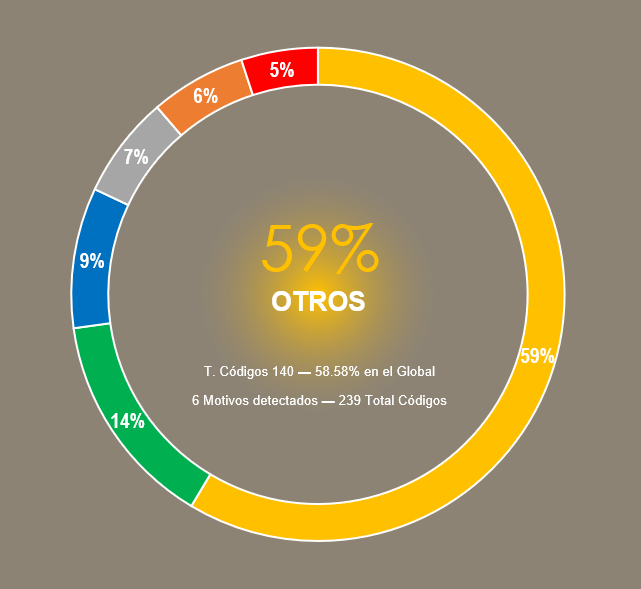 5%
6%
7%
9%
59%
OTROS
59%
T. Códigos 140 — 58.58% en el Global
6 Motivos detectados — 239 Total Códigos
14%